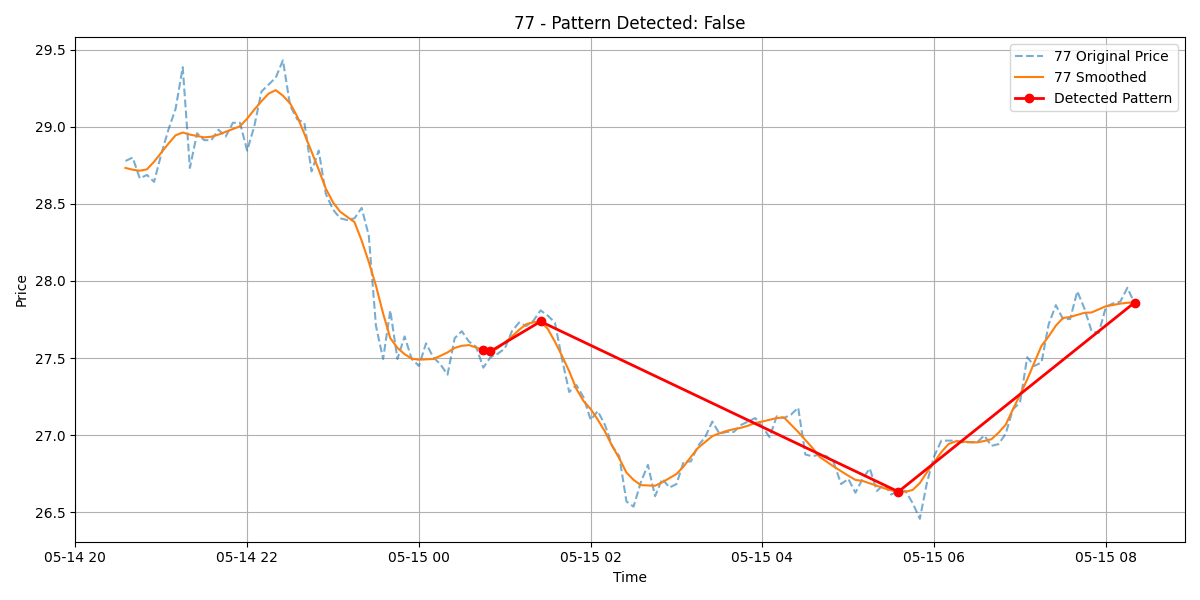 77 - Pattern Detected: False
77 Original Price
77 Smoothed
Detected Pattern
Price
29.5
29.0
28.5
28.0
27.5
27.0
26.5
05-14 20 05-14 22 05-15 00 05-15 02 05-15 04 05-15 06 05-15 08
Time